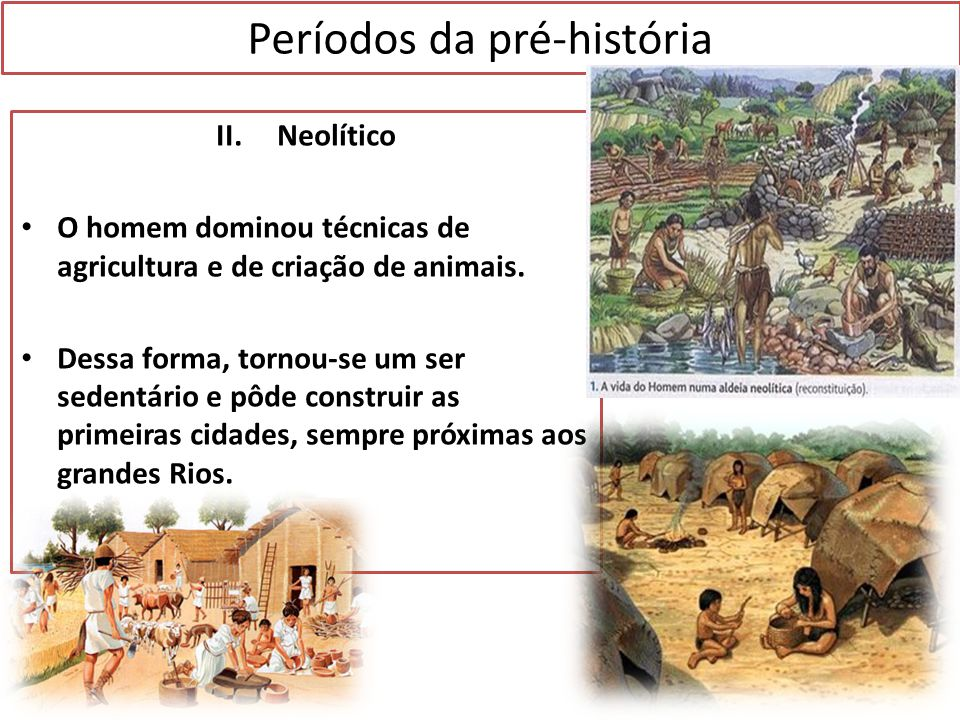 Períodos da pré-história
II. Neolítico
• O homem dominou técnicas de
agricultura e de criação de animais.
• Dessa forma, tornou-se um ser
sedentário e pôde construir as
primeiras cidades, sempre próximas aos
grandes Rios.
1. A vida do Homem numa aldeia neolítica (reconstituição).